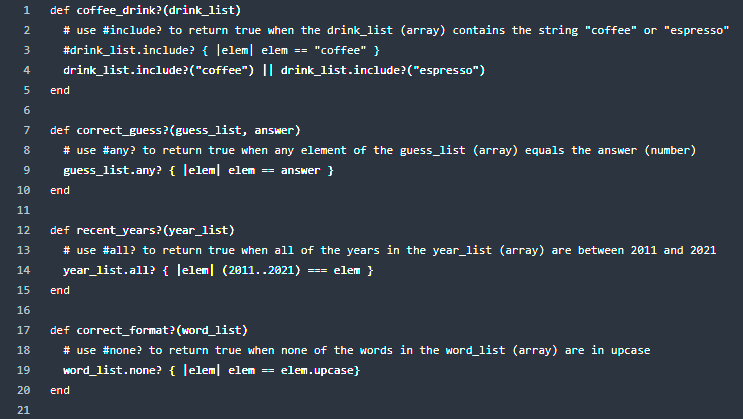 1 def coffee_drink?(drink_list)
2 # use #include? to return true when the drink_list (array) contains the string "coffee" or "espresso"
3 #drink_list.include? { |elem| elem == "coffee" }
4 drink_list.include?("coffee") || drink_list.include?("espresso")
5 end
6
7 def correct_guess?(guess_list, answer)
8 # use #any? to return true when any element of the guess_list (array) equals the answer (number)
9 guess_list.any? { |elem| elem == answer }
10 end
11
12 def recent_years?(year_list)
13 # use #all? to return true when all of the years in the year_list (array) are between 2011 and 2021
14 year_list.all? { |elem| (2011..2021) === elem }
15 end
16
17 def correct_format?(word_list)
18 # use #none? to return true when none of the words in the word_list (array) are in upcase
19 word_list.none? { |elem| elem == elem.upcase}
20 end
21